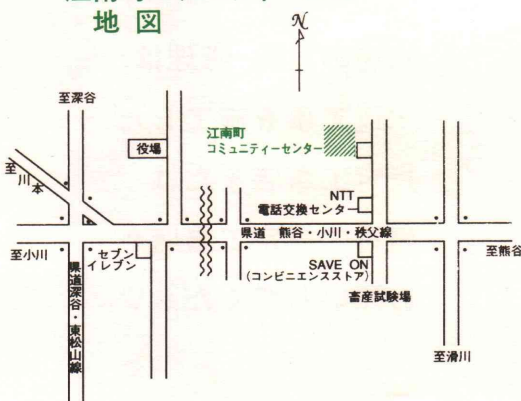 地図
N
至深谷
至川本
役場
江南町
コミュニティーセンター
NTT
電話交換センター
県道 熊谷・小川・秩父線
至小川
セブン
イレブン
SAVE ON
(コンビニエンスストア)
至熊谷
県道深谷・東松山線
畜産試験場
至滑川